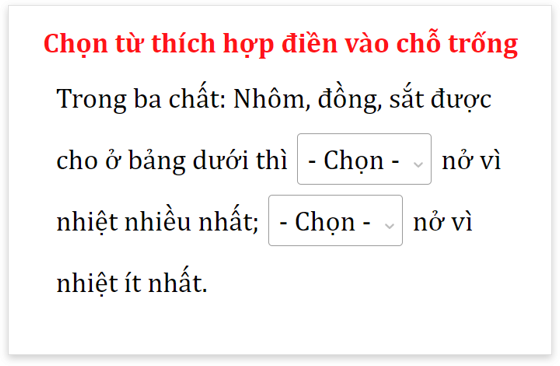 Chọn từ thích hợp điền vào chỗ trống
Trong ba chất: Nhôm, đồng, sắt được
cho ở bảng dưới thì - Chọn - nở vì
nhiệt nhiều nhất; - Chọn - nở vì
nhiệt ít nhất.